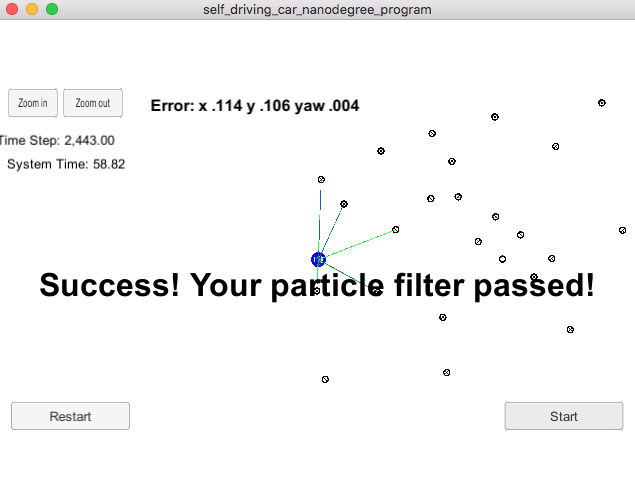 self_driving_car_nanodegree_program
Zoom in
Zoom out
Error: x .114 y .106 yaw .004
Time Step: 2,443.00
System Time: 58.82
Success! Your particle filter passed!
Restart
Start